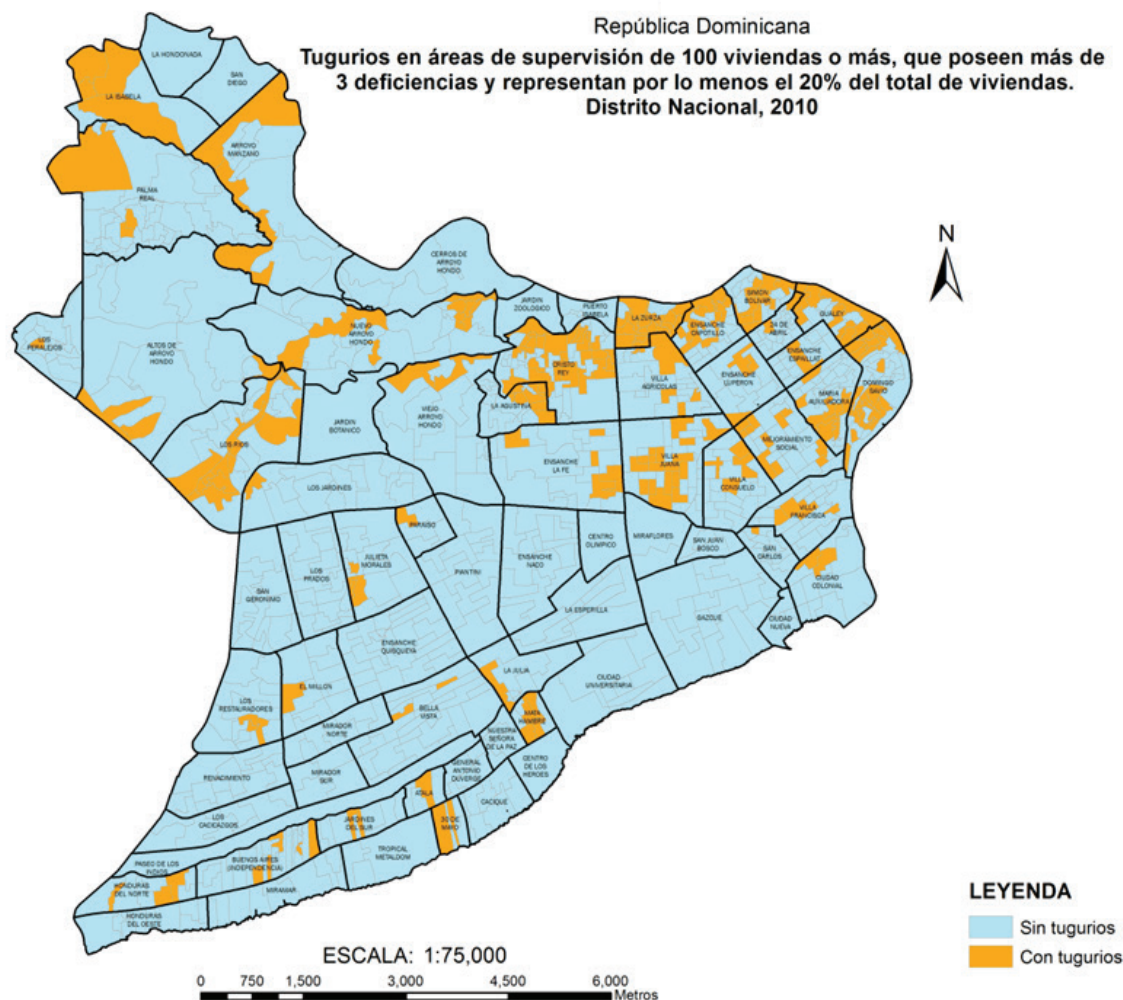 República Dominicana
Tugurios en áreas de supervisión de 100 viviendas o más, que poseen más de
3 deficiencias y representan por lo menos el 20% del total de viviendas.
Distrito Nacional, 2010
LA HONDONADA
SAN
DIEGO
LA ISABELA
ARROYO
MANZANO
PALMA
REAL
N
CERROS DE
ARROYO
HONDO
JARDIN
ZOOLOGICO
PUERTO
ISABELA
LA ZURZA
ENSANCHE
CAPOTILLO
SIMON
BOLIVAR
24 DE
ABRIL
GUALEY
LOS
PERALEJOS
ALTOS DE
ARROYO
HONDO
NUEVO
ARROYO
HONDO
CRISTO
REY
VILLA
AGRICOLAS
ENSANCHE
LUPERON
ENSANCHE
ESPAILLAT
MARIA
AUXILIADORA
DOMINGO
SAVIO
LOS RIOS
JARDIN
BOTANICO
VIEJO
ARROYO
HONDO
LA AGUSTINA
ENSANCHE
LA FE
VILLA
JUANA
VILLA
CONSUELO
MEJORAMIENTO
SOCIAL
LOS JARDINES
VILLA
FRANCISCA
PARAISO
SAN
GERONIMO
LOS
PRADOS
JULIETA
MORALES
PIANTINI
ENSANCHE
NACO
CENTRO
OLIMPICO
MIRAFLORES
SAN JUAN
BOSCO
SAN
CARLOS
CIUDAD
COLONIAL
LA ESPERILLA
GAZCUE
CIUDAD
NUEVA
ENSANCHE
QUISQUEYA
LOS
RESTAURADORES
EL MILLON
LA JULIA
CIUDAD
UNIVERSITARIA
MIRADOR
NORTE
BELLA
VISTA
MATA
HAMBRE
NUESTRA
SEÑORA
DE LA PAZ
RENACIMIENTO
MIRADOR
SUR
GENERAL
ANTONIO
DUVERGE
CENTRO
DE LOS
HEROES
LOS
CACICAZGOS
ATALA
CACIQUE
JARDINES
DEL SUR
30 DE
MAYO
PASEO DE LOS
INDIOS
BUENOS AIRES
(INDEPENDENCIA)
TROPICAL
METALDOM
HONDURAS
DEL NORTE
MIRAMAR
HONDURAS
DEL OESTE
LEYENDA
Sin tugurios
Con tugurios
ESCALA: 1:75,000
0 750 1,500 3,000 4,500 6,000
Metros